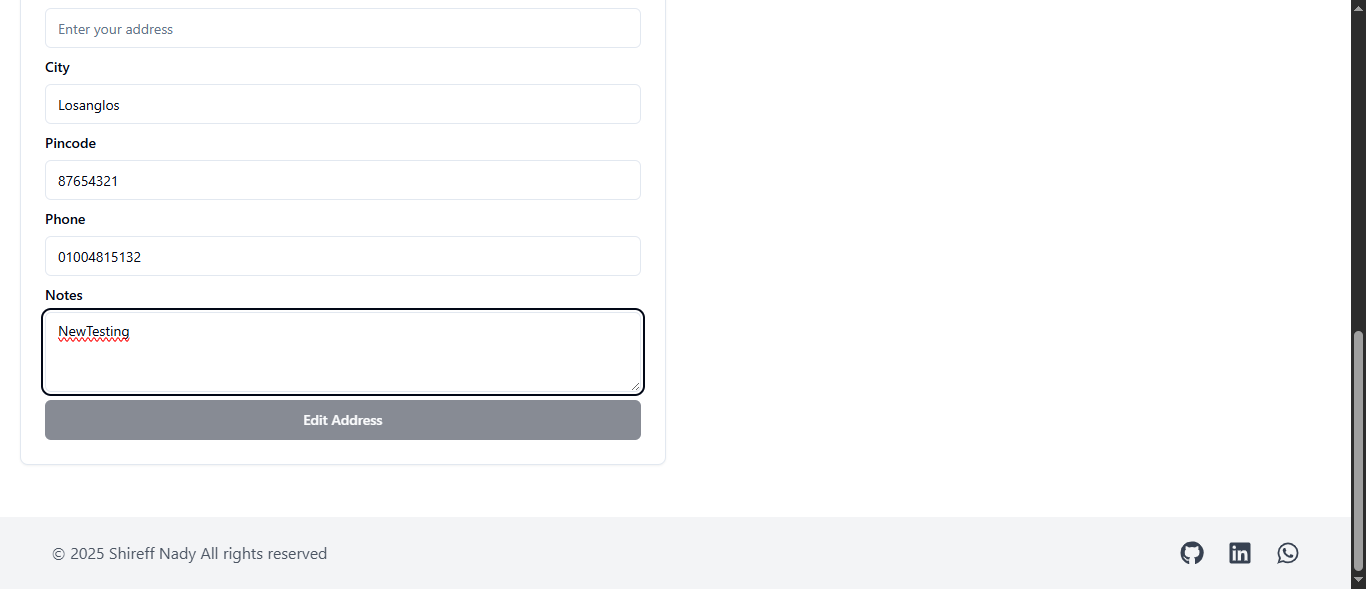 Enter your address
City
Losanglos
Pincode
87654321
Phone
01004815132
Notes
NewTesting
Edit Address
© 2025 Shireff Nady All rights reserved